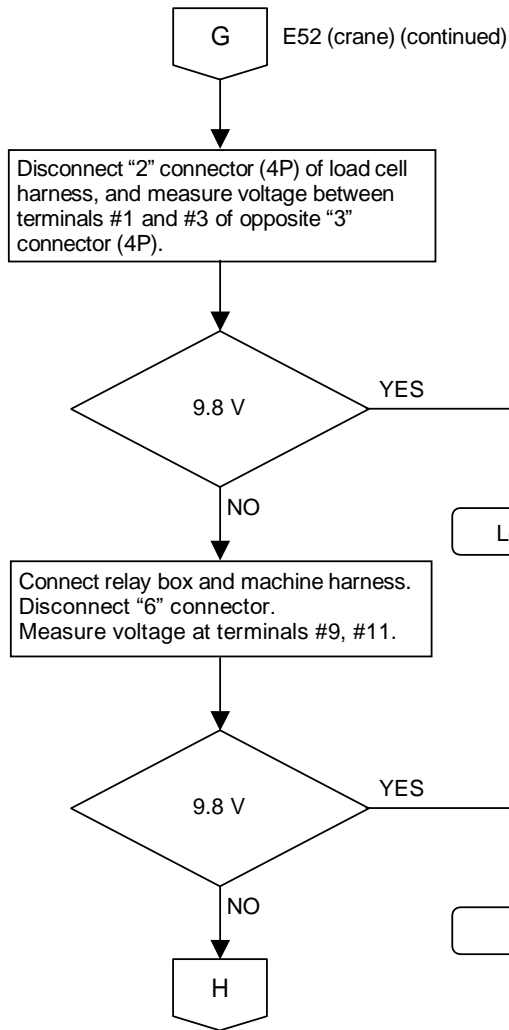 G
E52 (crane) (continued)
Disconnect “2” connector (4P) of load cell
harness, and measure voltage between
terminals #1 and #3 of opposite “3”
connector (4P).
9.8 V
YES
NO
Connect relay box and machine harness.
Disconnect “6” connector.
Measure voltage at terminals #9, #11.
9.8 V
YES
NO
H